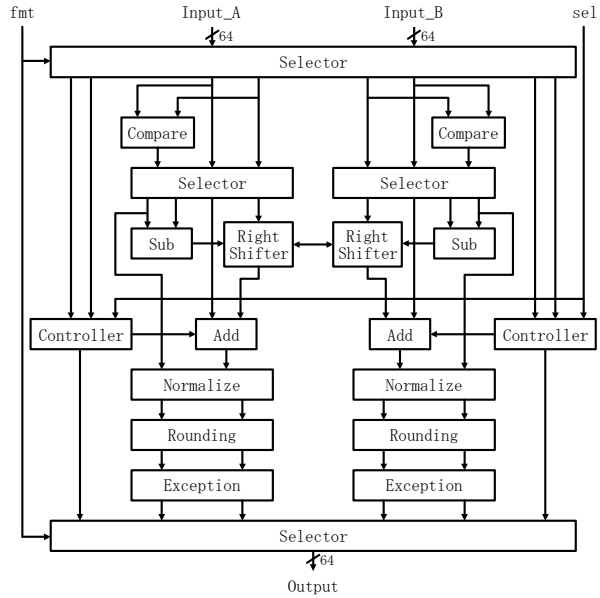 fmt Input_A Input_B sel
64 64
Selector
Compare Compare
Selector Selector
Sub Right Shifter Right Shifter Sub
Controller Add Add Controller
Normalize Normalize
Rounding Rounding
Exception Exception
Selector
64
Output